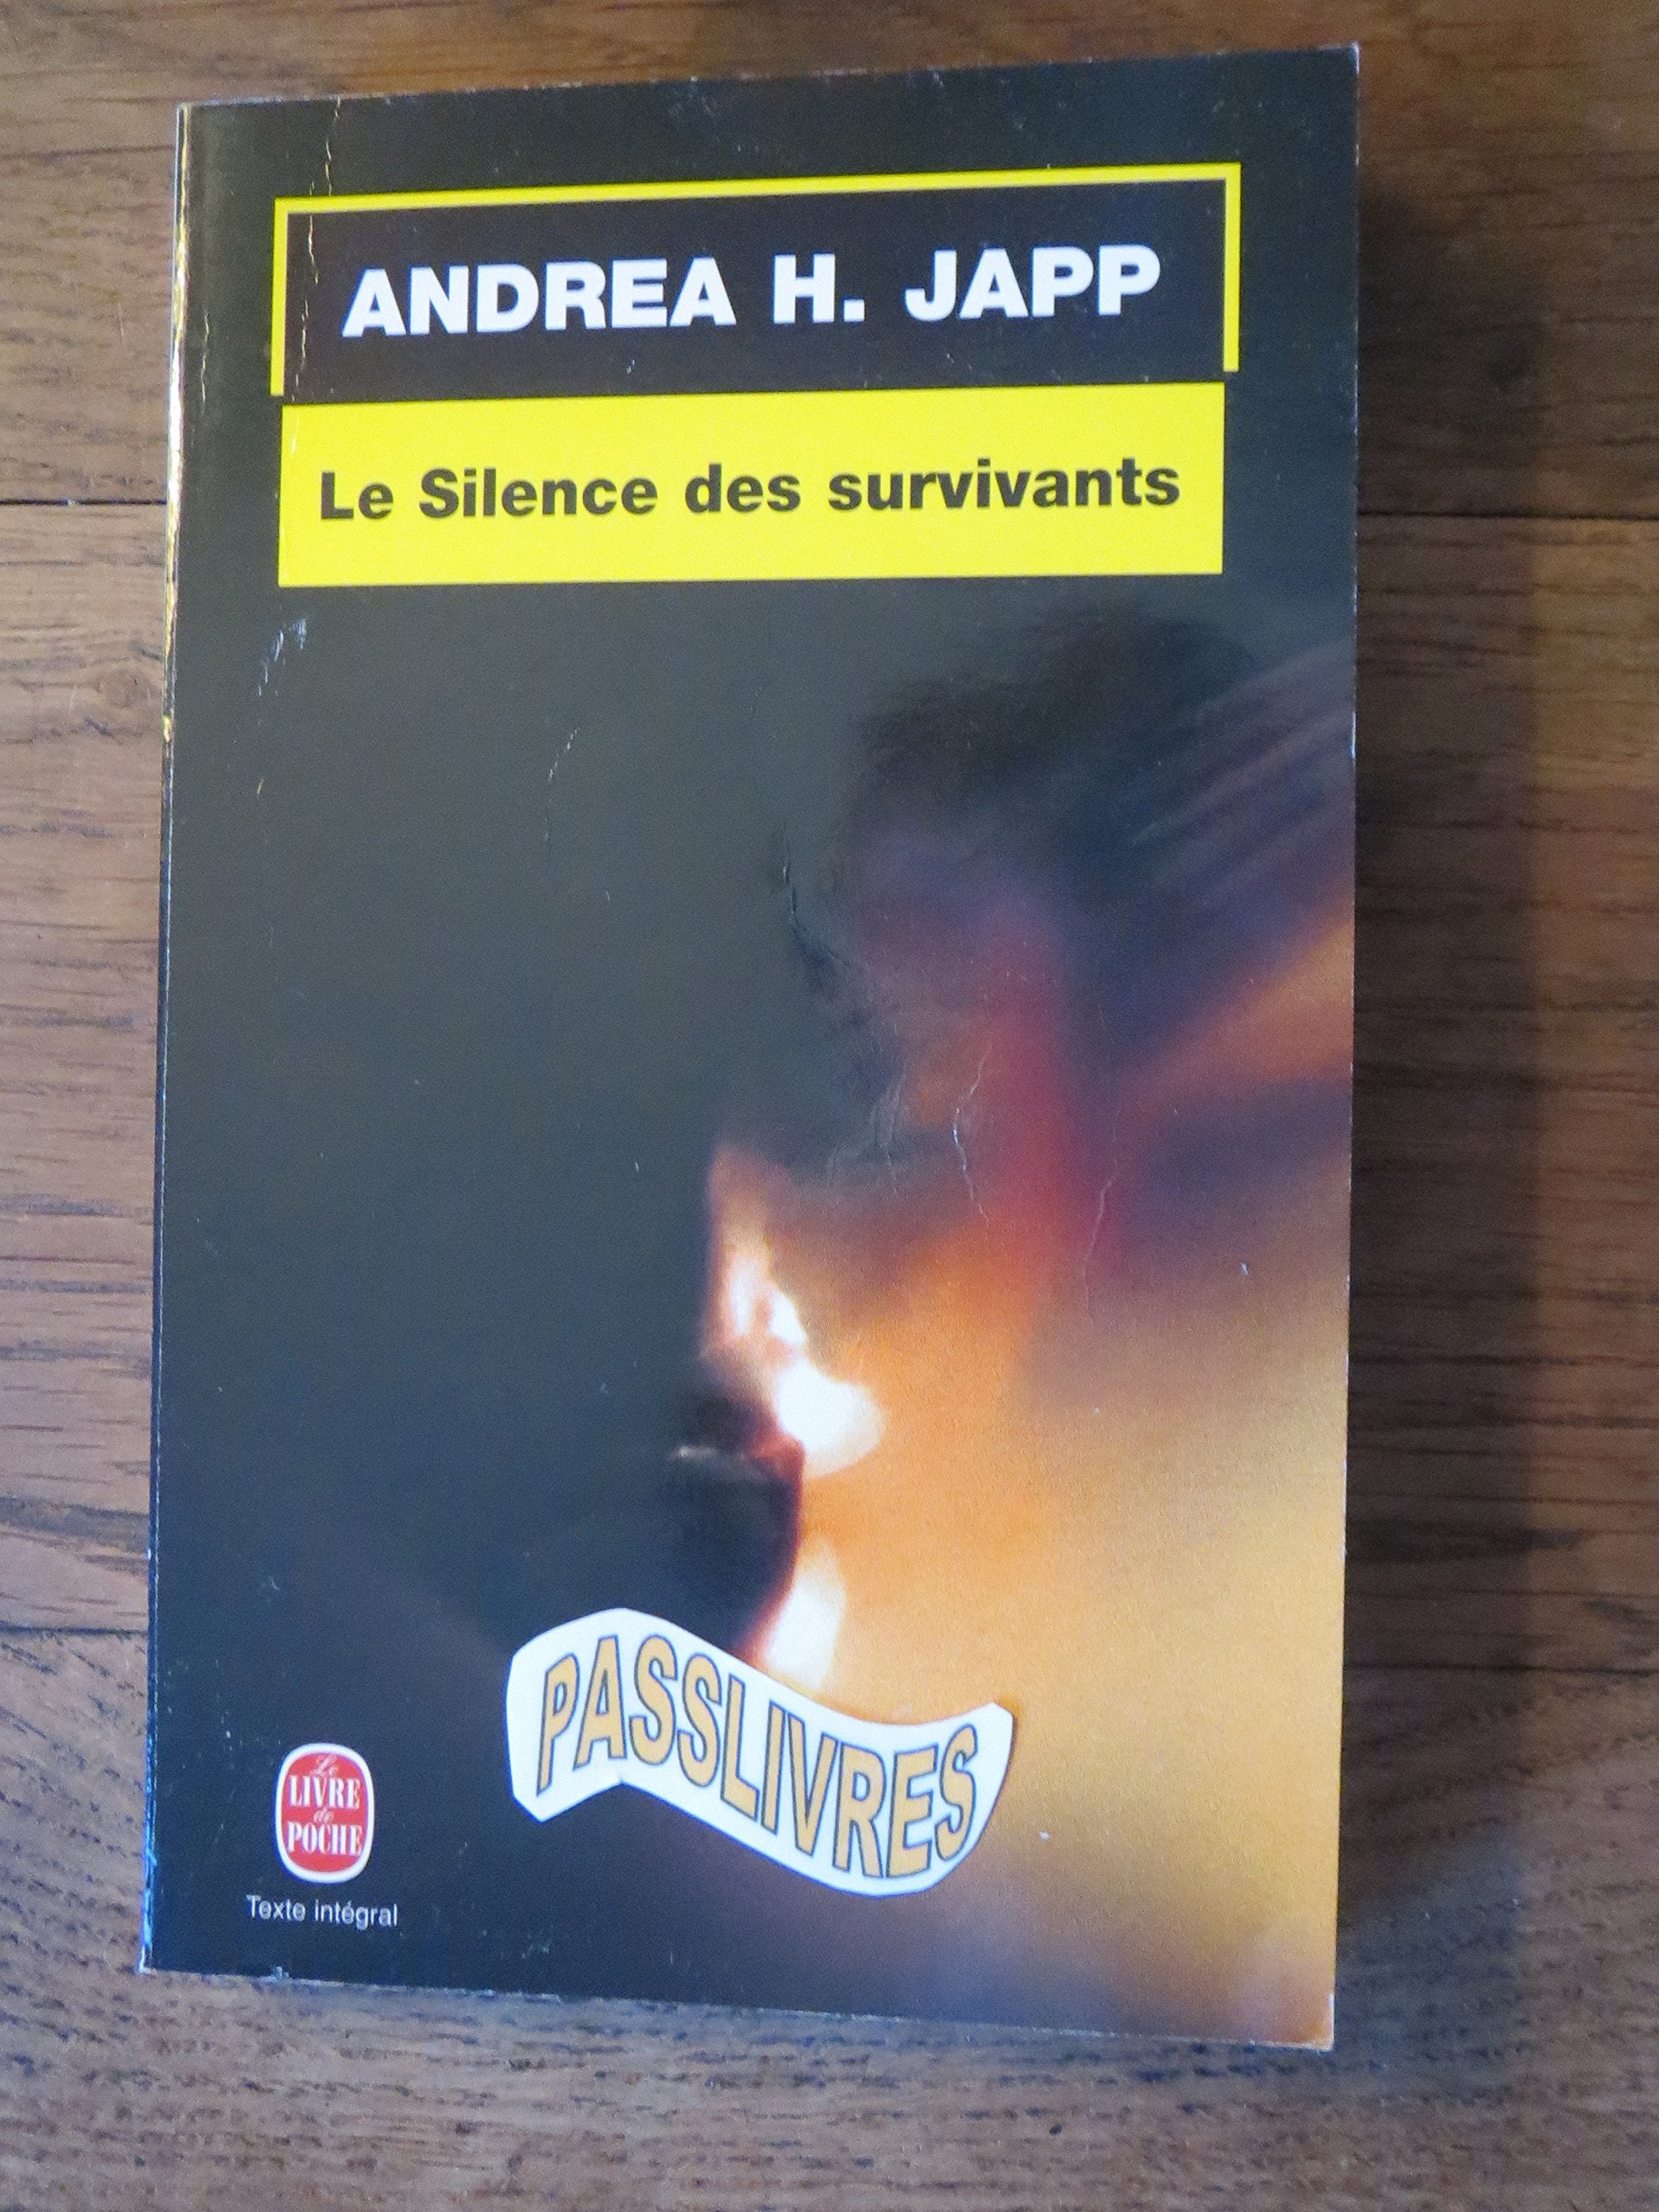 ANDREA H. JAPP
Le Silence des survivants
PASSLIVRES
Le
LIVRE
de
POCHE
Texte intégral